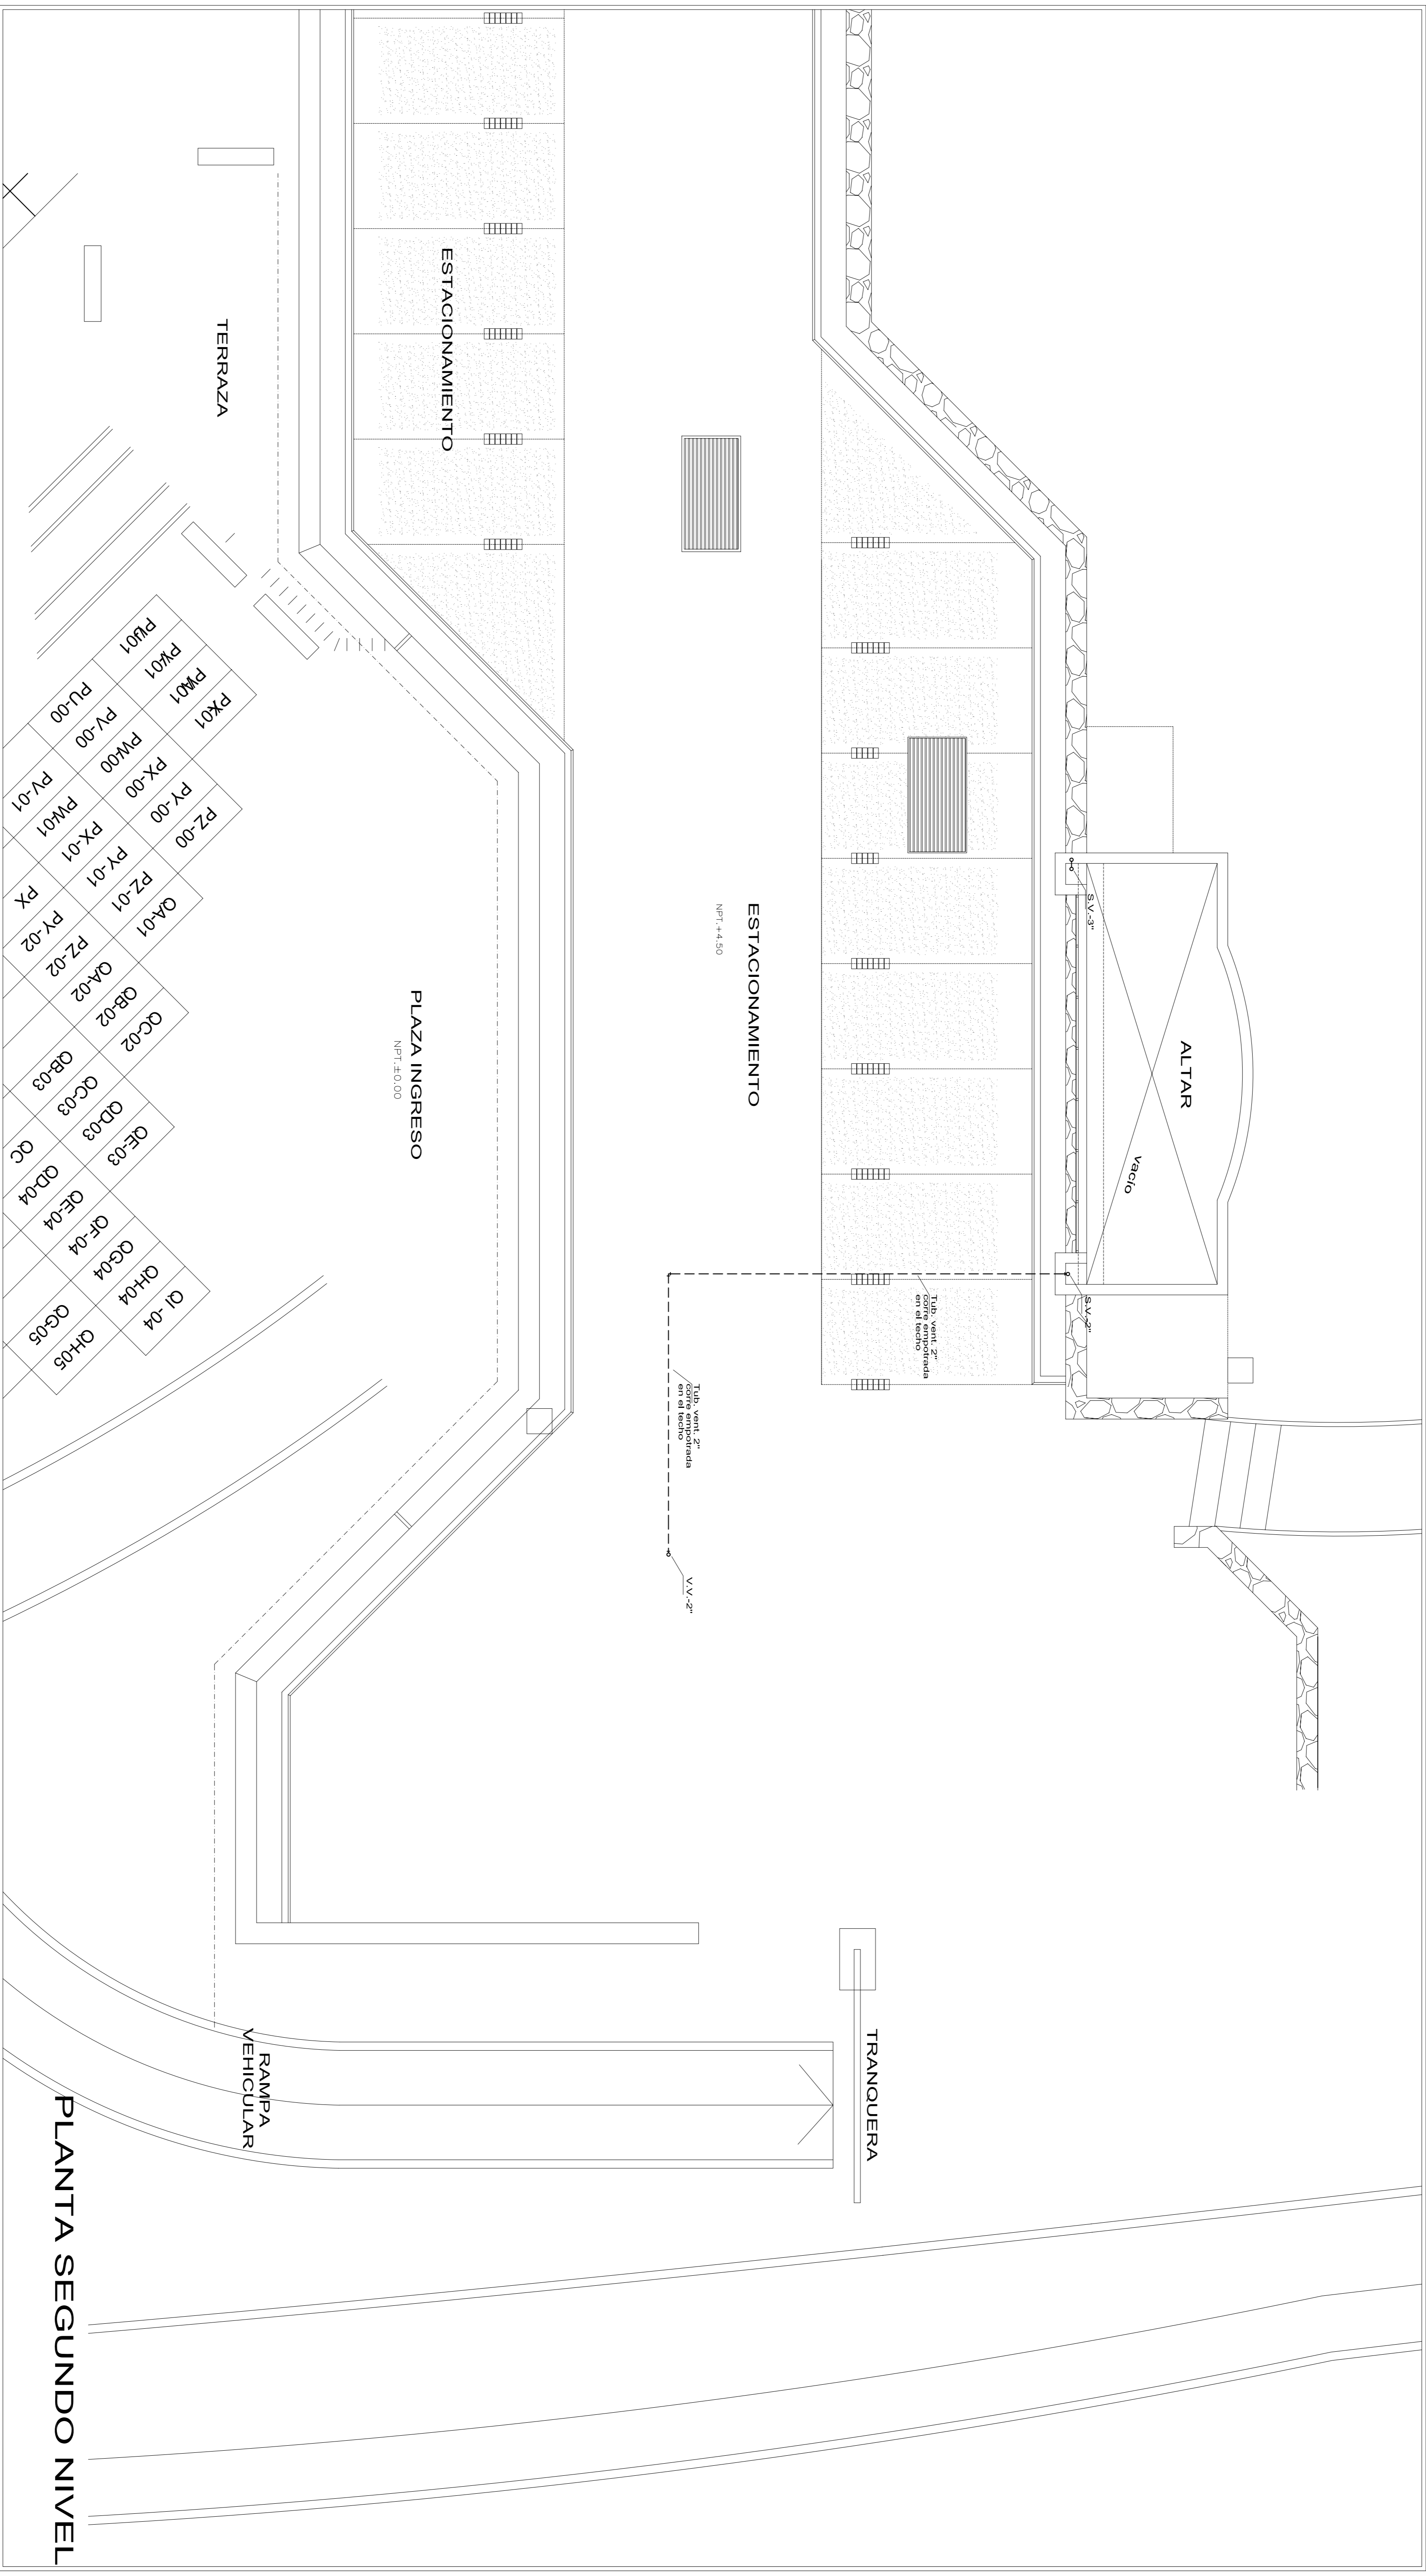 ALTAR
vacío
S.V.-3"
S.V.-2"
Tub. vent. 2"
corre empotrada
en el techo
TRANQUERA
ESTACIONAMIENTO
NPT.+4.50
Tub. vent. 2"
corre empotrada
en el techo
V.V.-2"
ESTACIONAMIENTO
PLAZA INGRESO
NPT.±0.00
TERRAZA
RAMPA
VEHICULAR
PU-00
PV-00
PW-00
PX-00
PY-00
PZ-00
PV-01
PW-01
PX-01
PY-01
PZ-01
QA-01
PX
PY-02
PZ-02
QA-02
QB-02
QC-02
QB-03
QC-03
QD-03
QE-03
QC
QD-04
QE-04
QF-04
QG-04
QH-04
QI-04
QG-05
QH-05
PLANTA SEGUNDO NIVEL